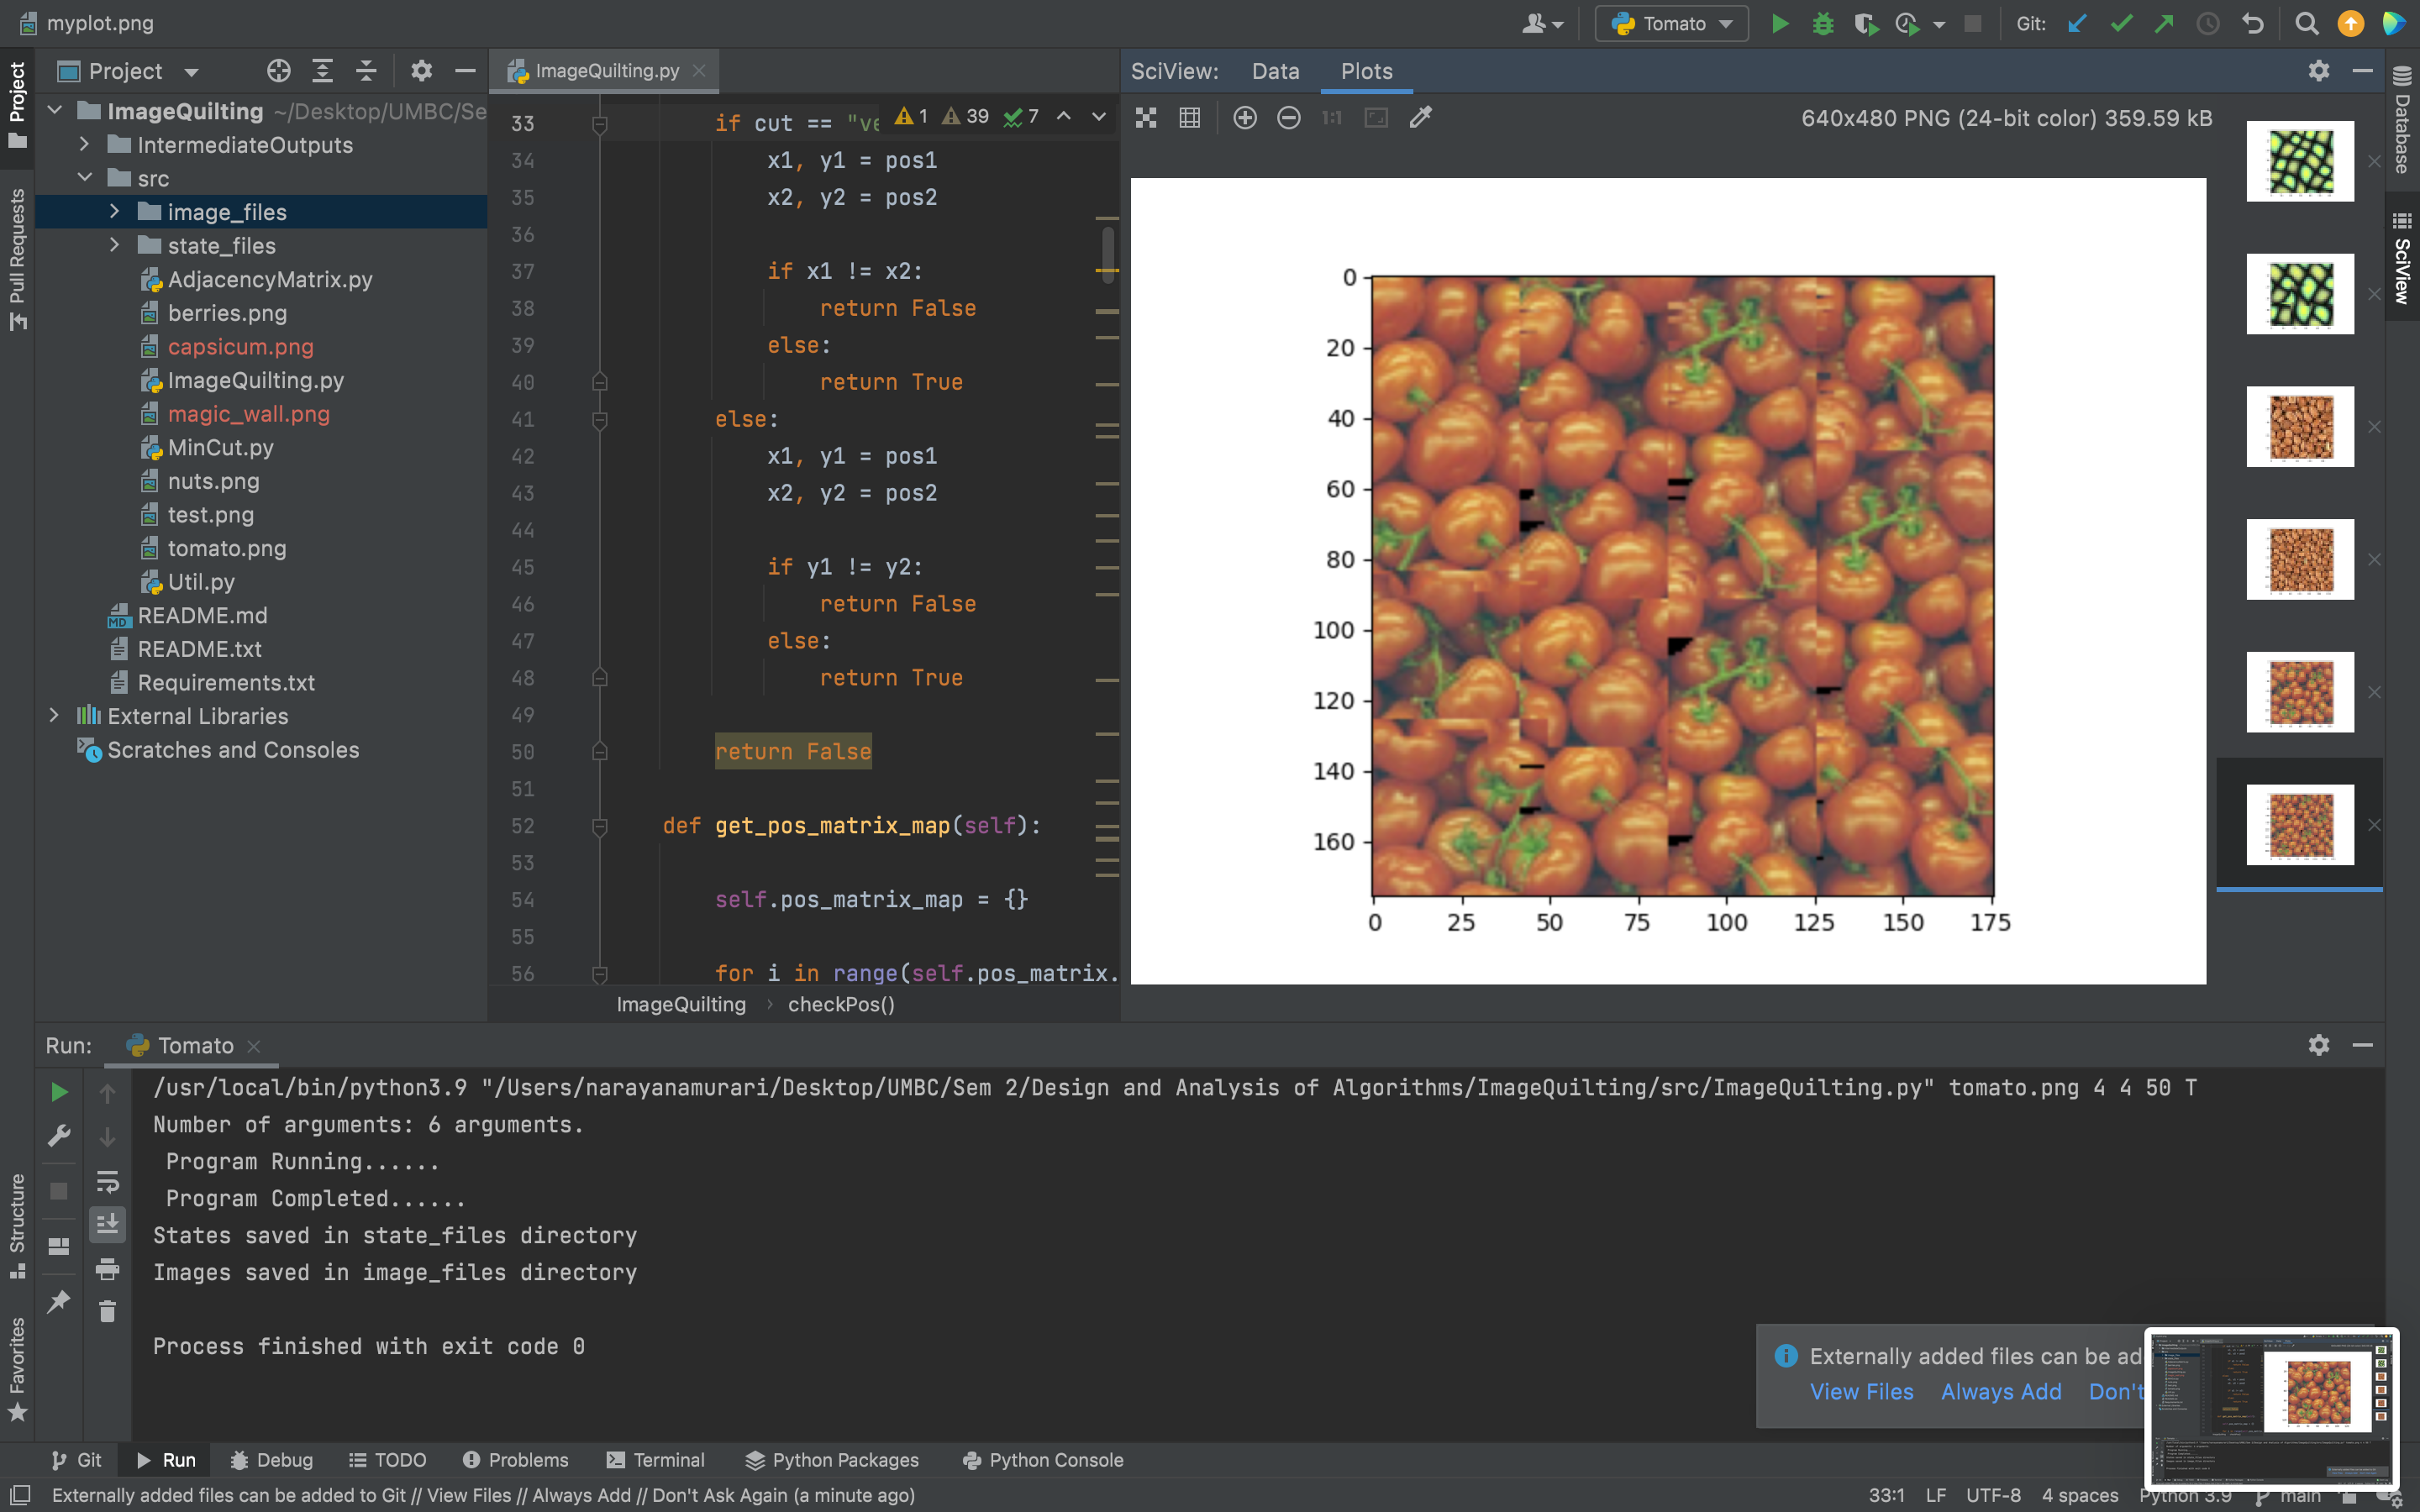 myplot.png
Tomato
Git:
Project
ImageQuilting.py
SciView:
Data
Plots
Project
Pull Requests
ImageQuilting ~/Desktop/UMBC/Se
IntermediateOutputs
src
image_files
state_files
AdjacencyMatrix.py
berries.png
capsicum.png
ImageQuilting.py
magic_wall.png
MinCut.py
nuts.png
test.png
tomato.png
Util.py
README.md
README.txt
Requirements.txt
External Libraries
Scratches and Consoles
1 39 7
33 if cut == "ve
34 x1, y1 = pos1
35 x2, y2 = pos2
36
37 if x1 != x2:
38 return False
39 else:
40 return True
41 else:
42 x1, y1 = pos1
43 x2, y2 = pos2
44
45 if y1 != y2:
46 return False
47 else:
48 return True
49
50 return False
51
52 def get_pos_matrix_map(self):
53
54 self.pos_matrix_map = {}
55
56 for i in range(self.pos_matrix.
ImageQuilting › checkPos()
1:1
640x480 PNG (24-bit color) 359.59 kB
0
20
40
60
80
100
120
140
160
0 25 50 75 100 125 150 175
Database
SciView
Run:
Tomato
/usr/local/bin/python3.9 "/Users/narayanamurari/Desktop/UMBC/Sem 2/Design and Analysis of Algorithms/ImageQuilting/src/ImageQuilting.py" tomato.png 4 4 50 T
Number of arguments: 6 arguments.
Program Running......
Program Completed......
States saved in state_files directory
Images saved in image_files directory
Process finished with exit code 0
Structure
Favorites
Externally added files can be ad
View Files Always Add Don't
Git
Run
Debug
TODO
Problems
Terminal
Python Packages
Python Console
Externally added files can be added to Git // View Files // Always Add // Don't Ask Again (a minute ago)
33:1 LF UTF-8 4 spaces Python 3.9 main